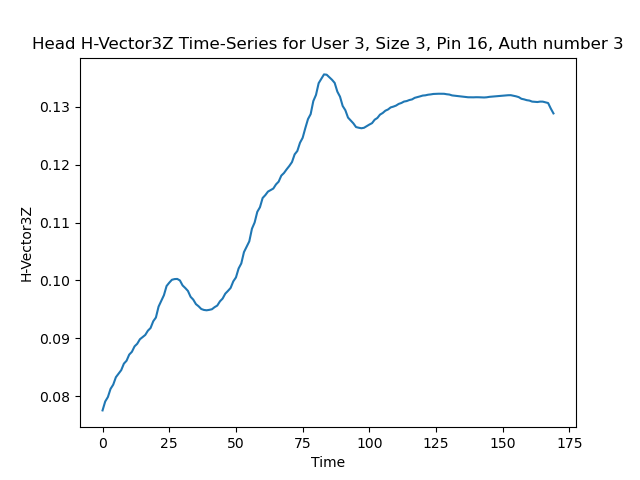 Head H-Vector3Z Time-Series for User 3, Size 3, Pin 16, Auth number 3
H-Vector3Z
0.13
0.12
0.11
0.10
0.09
0.08
0 25 50 75 100 125 150 175
Time